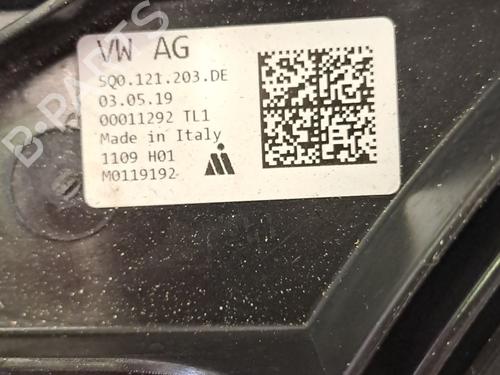 VW AG
5Q0.121.203.DE
03.05.19
00011292 TL1
Made in Italy
1109 H01
M0119192
B-PARTS